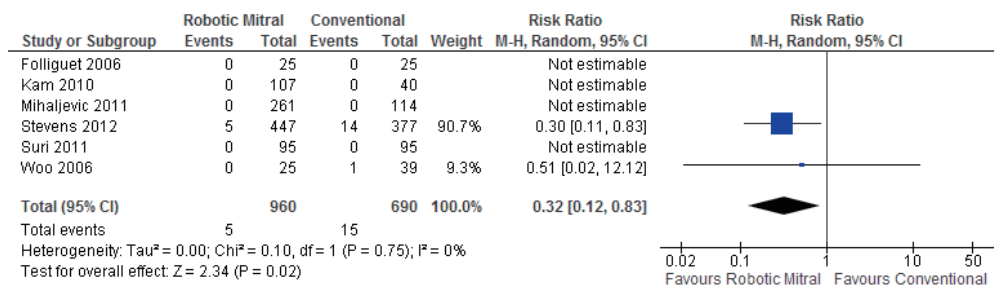 Robotic Mitral Conventional Risk Ratio Risk Ratio
Study or Subgroup Events Total Events Total Weight M-H, Random, 95% CI M-H, Random, 95% CI
Folliguet 2006 0 25 0 25 Not estimable
Kam 2010 0 107 0 40 Not estimable
Mihaljevic 2011 0 261 0 114 Not estimable
Stevens 2012 5 447 14 377 90.7% 0.30 [0.11, 0.83]
Suri 2011 0 95 0 95 Not estimable
Woo 2006 0 25 1 39 9.3% 0.51 [0.02, 12.12]
Total (95% CI) 960 690 100.0% 0.32 [0.12, 0.83]
Total events 5 15
Heterogeneity: Tau² = 0.00; Chi² = 0.10, df = 1 (P = 0.75); I² = 0%
Test for overall effect: Z = 2.34 (P = 0.02)
0.02 0.1 1 10 50
Favours Robotic Mitral Favours Conventional